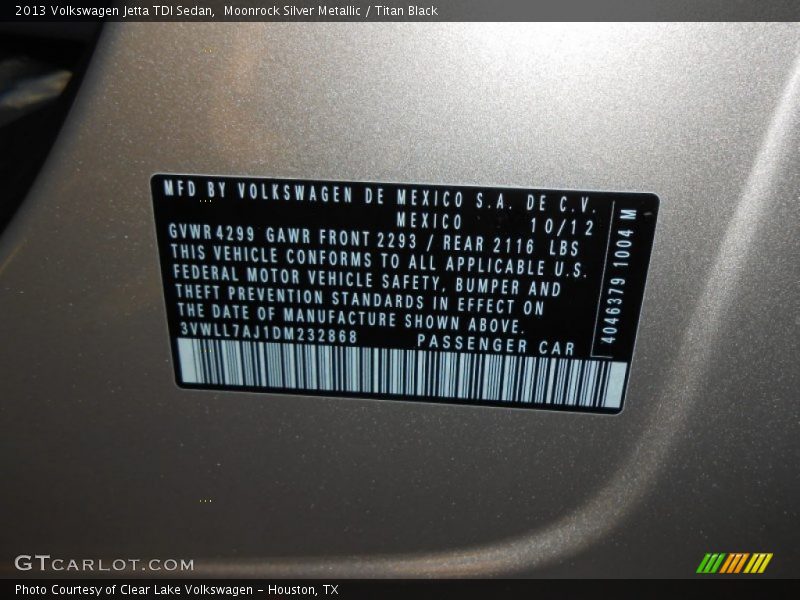 2013 Volkswagen Jetta TDI Sedan,  Moonrock Silver Metallic / Titan Black
MFD BY VOLKSWAGEN DE MEXICO S.A. DE C.V.
MEXICO 10/12
GVWR 4299 GAWR FRONT 2293 / REAR 2116 LBS
THIS VEHICLE CONFORMS TO ALL APPLICABLE U.S.
FEDERAL MOTOR VEHICLE SAFETY, BUMPER AND
THEFT PREVENTION STANDARDS IN EFFECT ON
THE DATE OF MANUFACTURE SHOWN ABOVE.
3VWLL7AJ1DM232868 PASSENGER CAR
4046379 1004 M
GTCARLOT.COM
Photo Courtesy of Clear Lake Volkswagen - Houston, TX